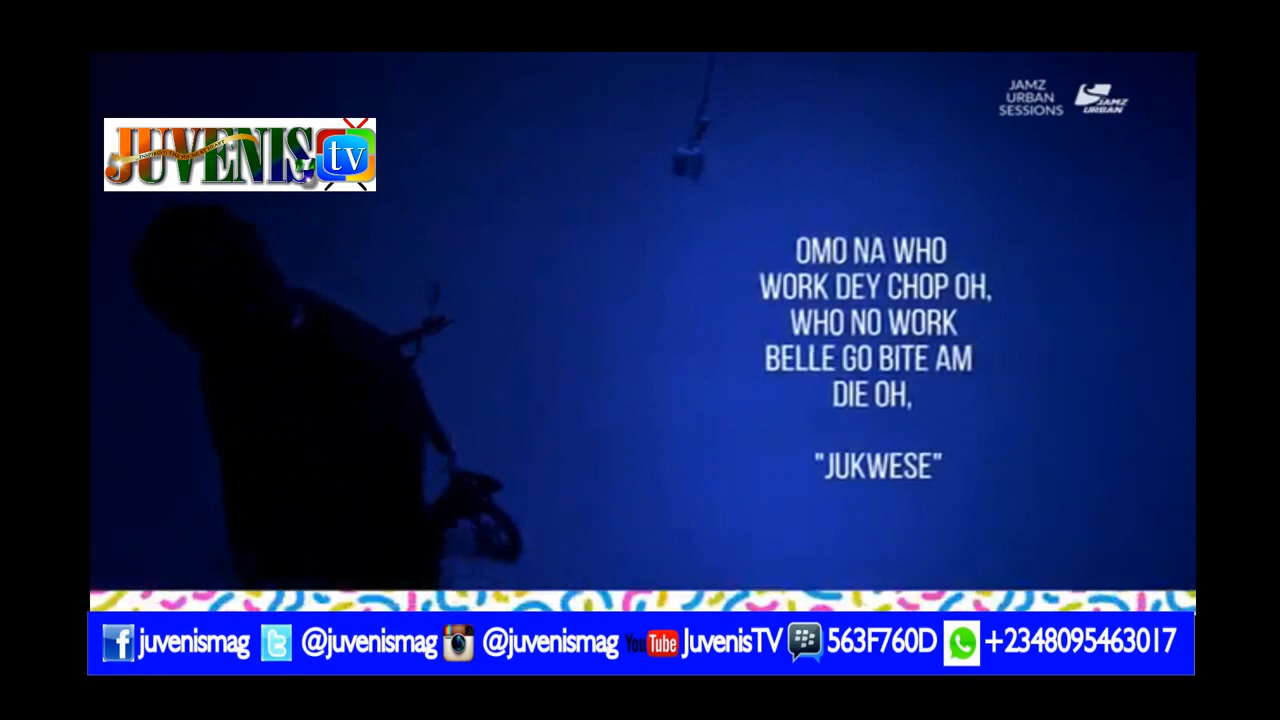 JAMZ
URBAN
SESSIONS
JAMZ
URBAN
JUVENIS tv
OMO NA WHO
WORK DEY CHOP OH,
WHO NO WORK
BELLE GO BITE AM
DIE OH,
"JUKWESE"
juvenismag @juvenismag @juvenismag You Tube JuvenisTV 563F760D +2348095463017